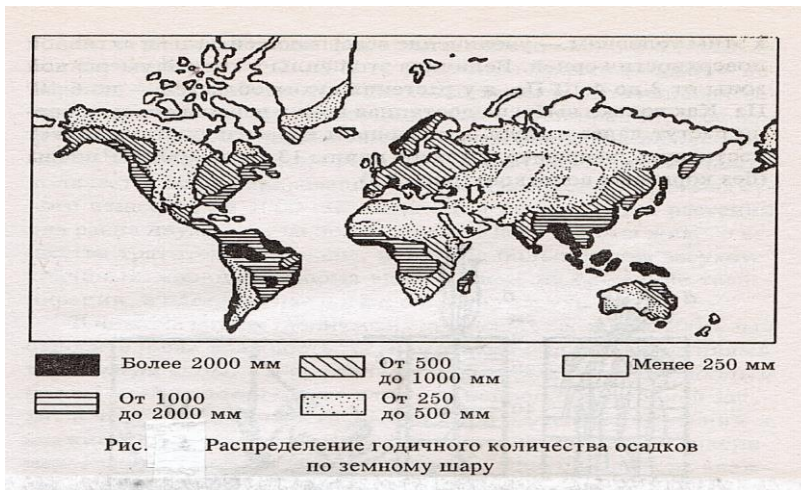 Более 2000 мм
От 500
до 1000 мм
Менее 250 мм
От 1000
до 2000 мм
От 250
до 500 мм
Рис. Распределение годичного количества осадков
по земному шару